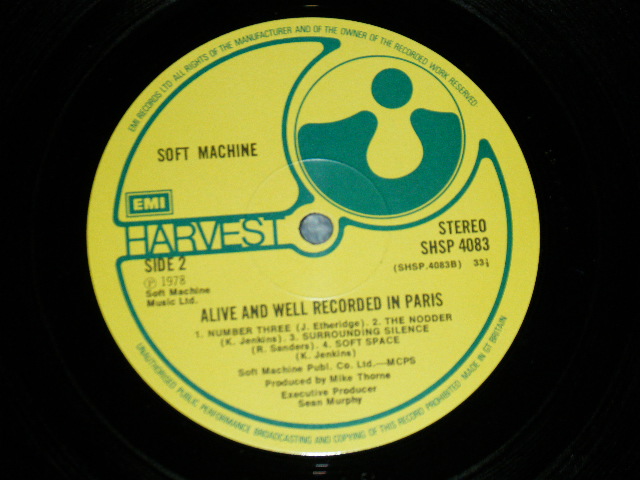 EMI RECORDS LTD ALL RIGHTS OF THE MANUFACTURER AND OF THE OWNER OF THE RECORDED WORK RESERVED
SOFT MACHINE
EMI
HARVEST
STEREO
SHSP 4083
(SHSP.4083B) 33⅓
SIDE 2
Ⓟ 1978
Soft Machine
Music Ltd.
ALIVE AND WELL RECORDED IN PARIS
1. NUMBER THREE (J. Etheridge). 2. THE NODDER
(K. Jenkins). 3. SURROUNDING SILENCE
(R. Sanders). 4. SOFT SPACE
(K. Jenkins)
Soft Machine Publ. Co. Ltd.—MCPS
Produced by Mike Thorne
Executive Producer
Sean Murphy
UNAUTHORISED PUBLIC PERFORMANCE BROADCASTING AND COPYING OF THIS RECORD PROHIBITED MADE IN GT BRITAIN